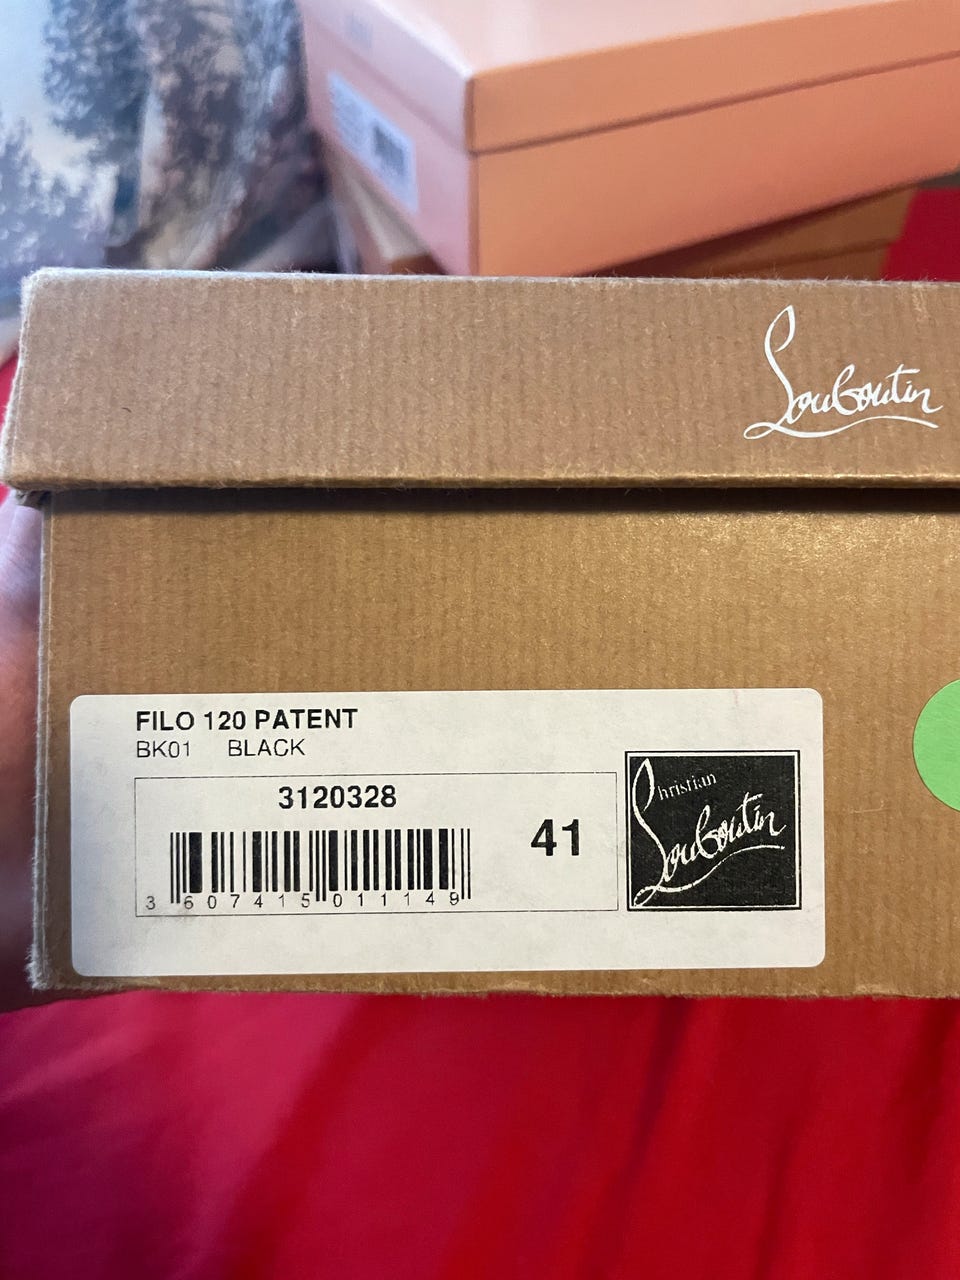 Louboutin
FILO 120 PATENT
BK01 BLACK
3120328
41
3 607415 011149
Christian
Louboutin